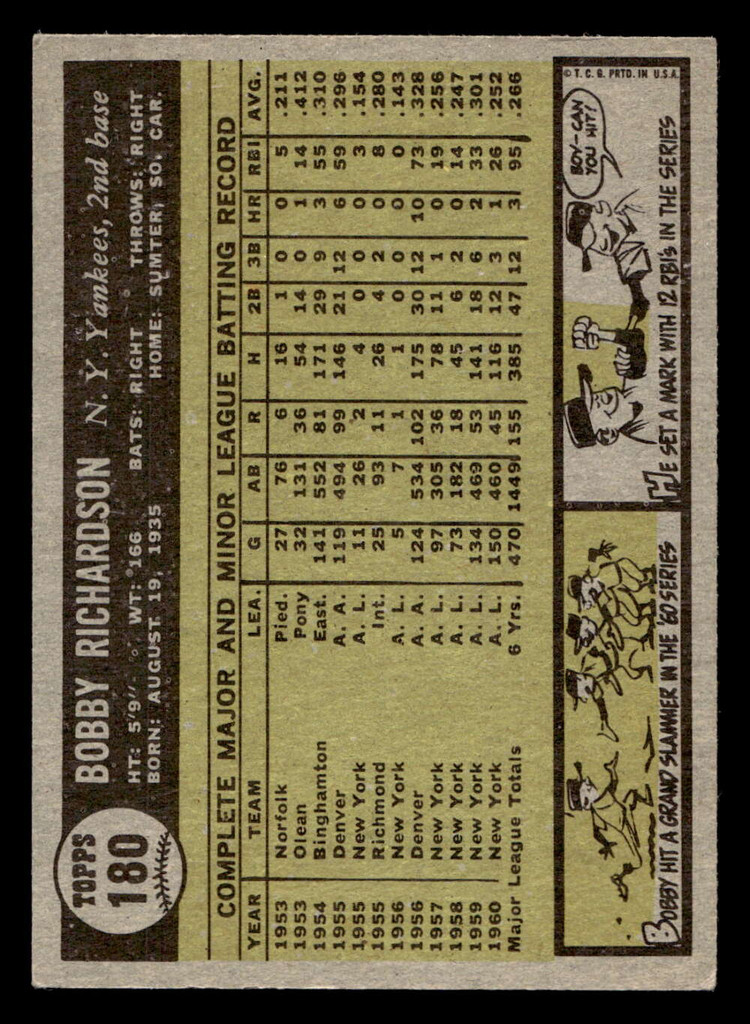 TOPPS
180
BOBBY RICHARDSON N. Y. Yankees, 2nd base
HT: 5'9" WT: 166 BATS: RIGHT THROWS: RIGHT
BORN: AUGUST 19, 1935 HOME: SUMTER, SO. CAR.
COMPLETE MAJOR AND MINOR LEAGUE BATTING RECORD
YEAR TEAM LEA. G AB R H 2B 3B HR RBI AVG.
1953 Norfolk Pied. 27 76 6 16 1 0 0 5 .211
1953 Olean Pony 32 131 36 54 14 0 1 14 .412
1954 Binghamton East. 141 552 81 171 29 9 3 55 .310
1955 Denver A. A. 119 494 99 146 21 12 6 59 .296
1955 New York A. L. 11 26 2 4 0 0 0 3 .154
1955 Richmond Int. 25 93 11 26 4 2 0 8 .280
1956 New York A. L. 5 7 1 1 0 0 0 0 .143
1956 Denver A. A. 124 534 102 175 30 12 10 73 .328
1957 New York A. L. 97 305 36 78 11 1 0 19 .256
1958 New York A. L. 73 182 18 45 6 2 0 14 .247
1959 New York A. L. 134 469 53 141 18 6 2 33 .301
1960 New York A. L. 150 460 45 116 12 3 1 26 .252
Major League Totals 6 Yrs. 470 1449 155 385 47 12 3 95 .266
© T. C. G. PRTD. IN U.S.A.
BOBBY HIT A GRAND SLAMMER IN THE '60 SERIES
BOY-CAN
YOU HIT!
HE SET A MARK WITH 12 RBIS IN THE SERIES